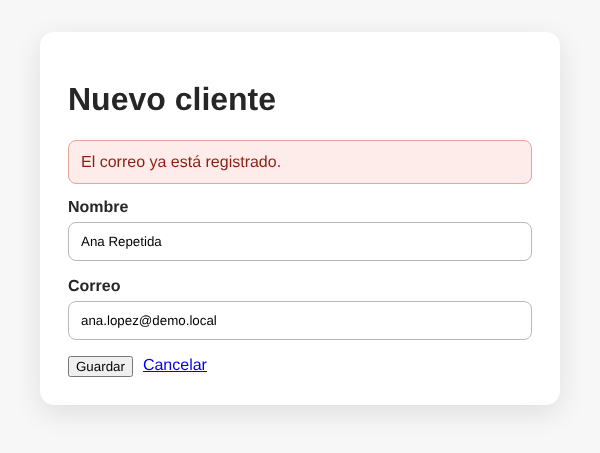 Nuevo cliente
El correo ya está registrado.
Nombre
Ana Repetida
Correo
ana.lopez@demo.local
Guardar Cancelar